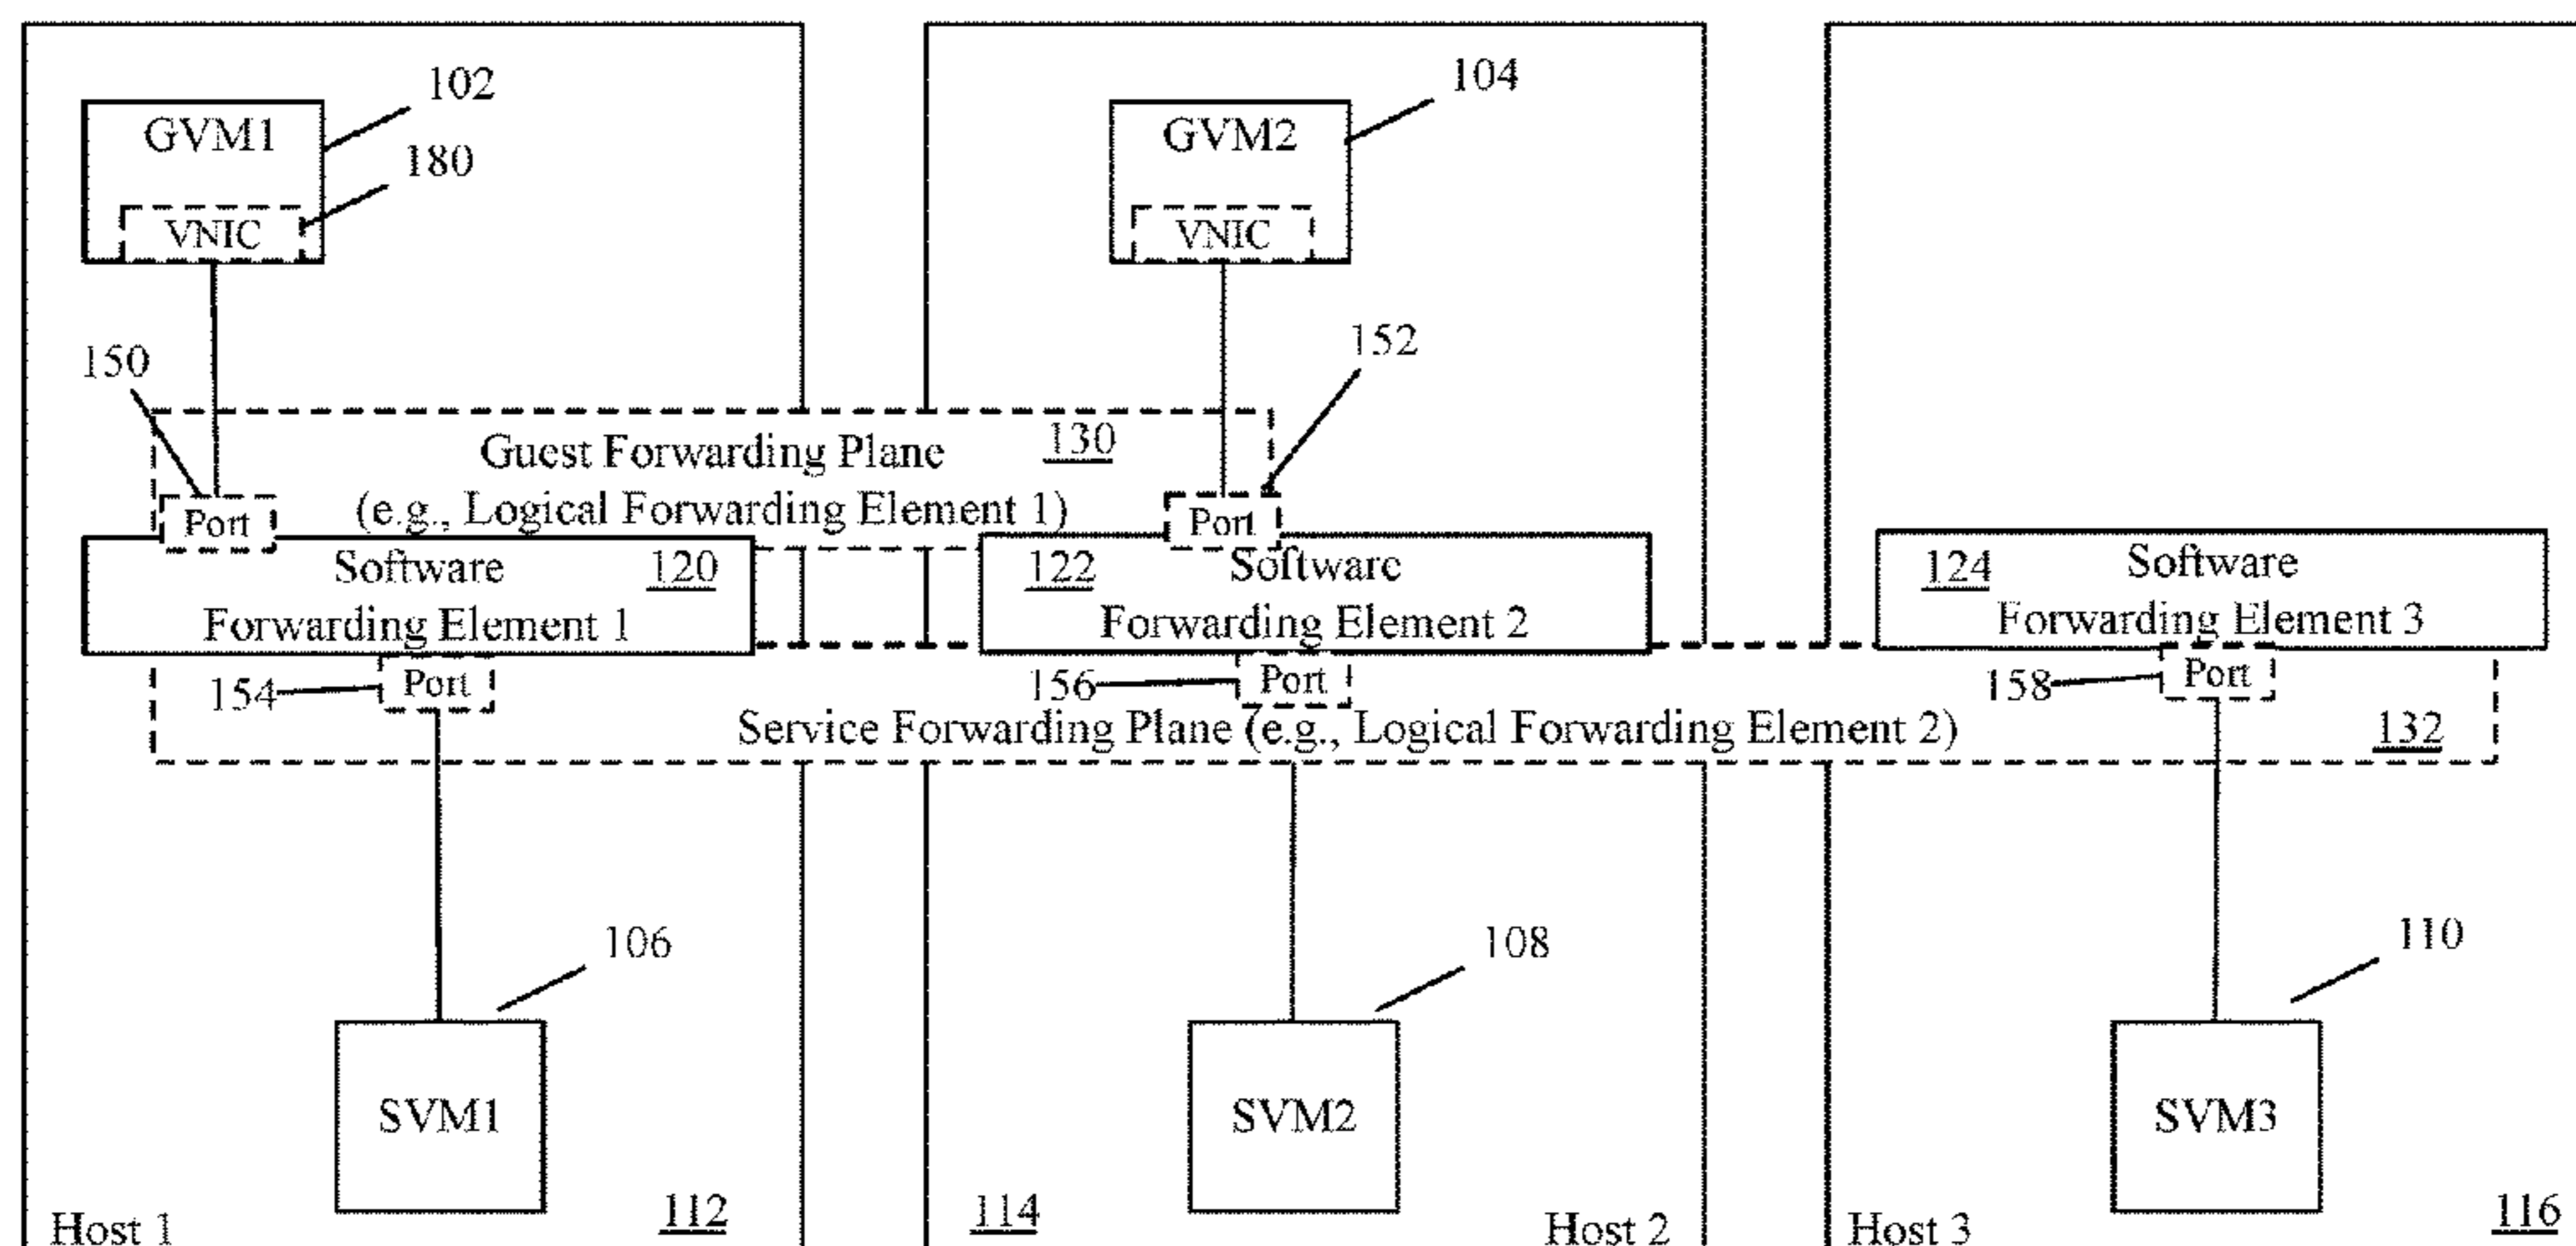 102
GVM1
180
VNIC
104
GVM2
VNIC
150
152
Guest Forwarding Plane 130
(e.g., Logical Forwarding Element 1)
Port
Port
Software 120
Forwarding Element 1
122 Software
Forwarding Element 2
124 Software
Forwarding Element 3
154
Port
156
Port
158
Port
Service Forwarding Plane (e.g., Logical Forwarding Element 2)
132
106
SVM1
108
SVM2
110
SVM3
Host 1
112
114
Host 2
Host 3
116